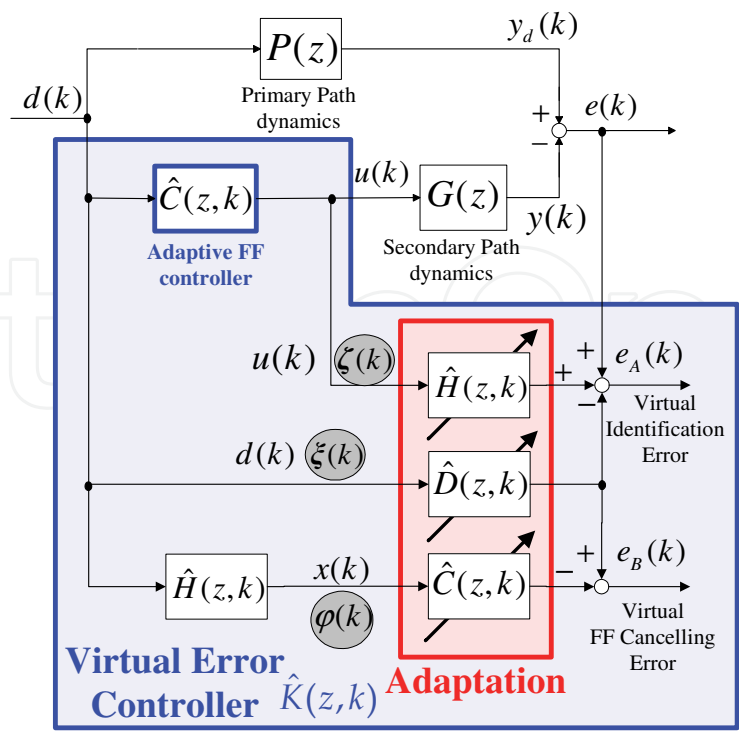 d(k)
P(z)
Primary Path
dynamics
y_d(k)
+
−
e(k)
Ĉ(z,k)
Adaptive FF
controller
u(k)
G(z)
Secondary Path
dynamics
y(k)
u(k)
ζ(k)
Ĥ(z,k)
+
+
−
e_A(k)
Virtual
Identification
Error
d(k)
ξ(k)
D̂(z,k)
Ĥ(z,k)
x(k)
φ(k)
Ĉ(z,k)
−
+
e_B(k)
Virtual
FF Cancelling
Error
Virtual Error
Controller K̂(z,k)
Adaptation